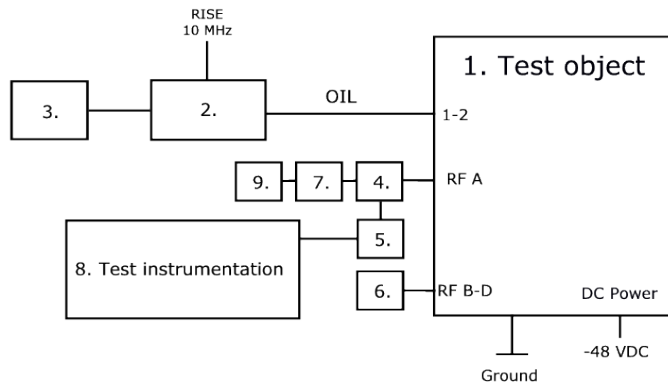 RISE
10 MHz
1. Test object
3.
2.
OIL
1-2
9.
7.
4.
RF A
8. Test instrumentation
5.
6.
RF B-D
DC Power
-48 VDC
Ground